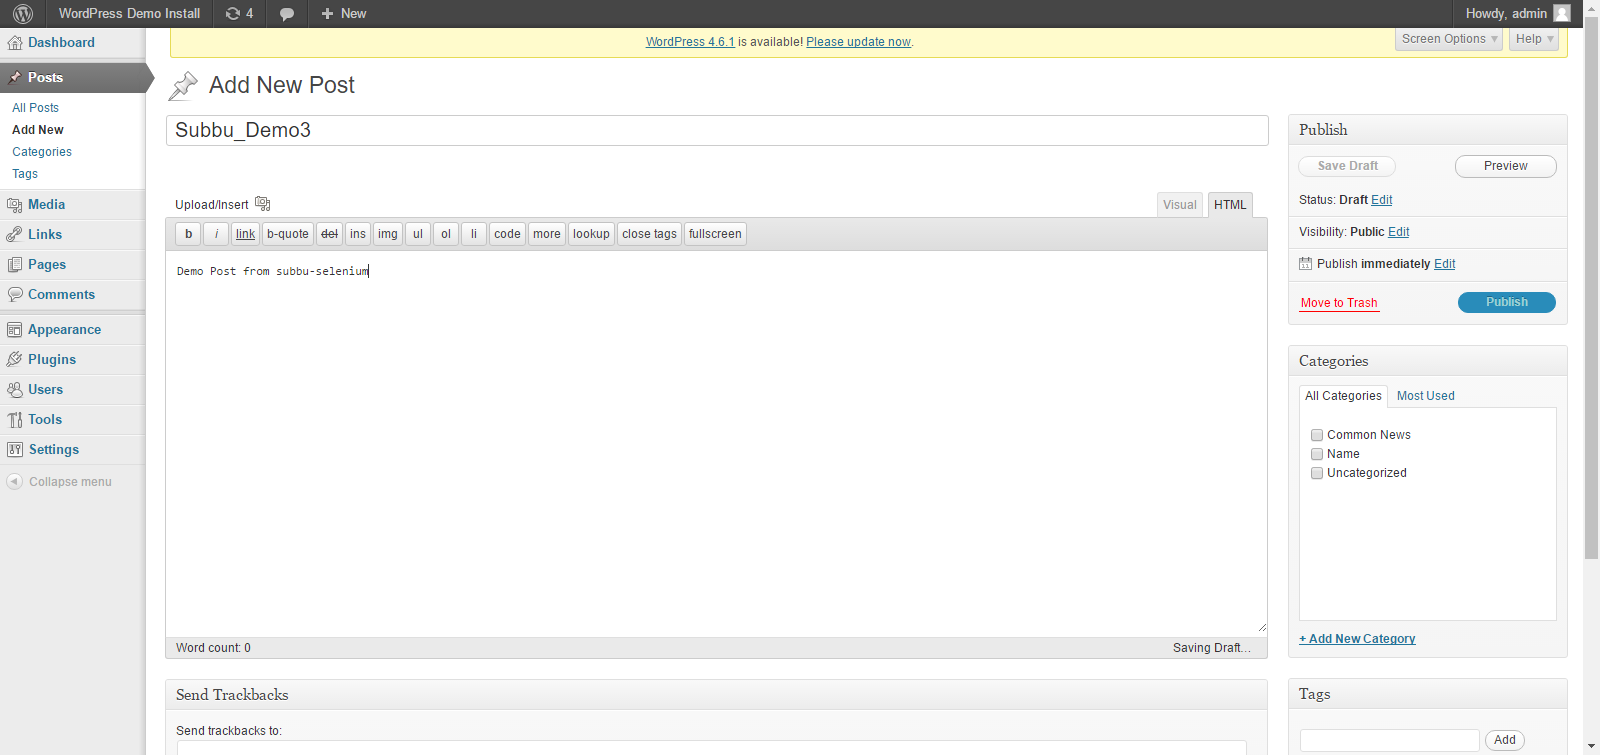 WordPress Demo Install 4 New Howdy, admin
WordPress 4.6.1 is available! Please update now.
Screen Options Help
Dashboard
Posts
All Posts
Add New
Categories
Tags
Media
Links
Pages
Comments
Appearance
Plugins
Users
Tools
Settings
Collapse menu
Add New Post
Subbu_Demo3
Upload/Insert Visual HTML
b i link b-quote del ins img ul ol li code more lookup close tags fullscreen
Demo Post from subbu-selenium
Word count: 0 Saving Draft...
Send Trackbacks
Send trackbacks to:
Publish
Save Draft Preview
Status: Draft Edit
Visibility: Public Edit
11 Publish immediately Edit
Move to Trash Publish
Categories
All Categories Most Used
Common News
Name
Uncategorized
+ Add New Category
Tags
Add